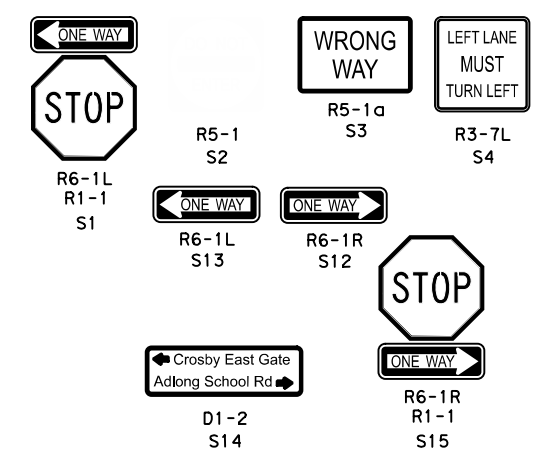 ONE WAY
STOP
R6-1L
R1-1
S1
R5-1
S2
WRONG
WAY
R5-1a
S3
LEFT LANE
MUST
TURN LEFT
R3-7L
S4
ONE WAY
R6-1L
S13
ONE WAY
R6-1R
S12
Crosby East Gate
Adlong School Rd
D1-2
S14
STOP
ONE WAY
R6-1R
R1-1
S15